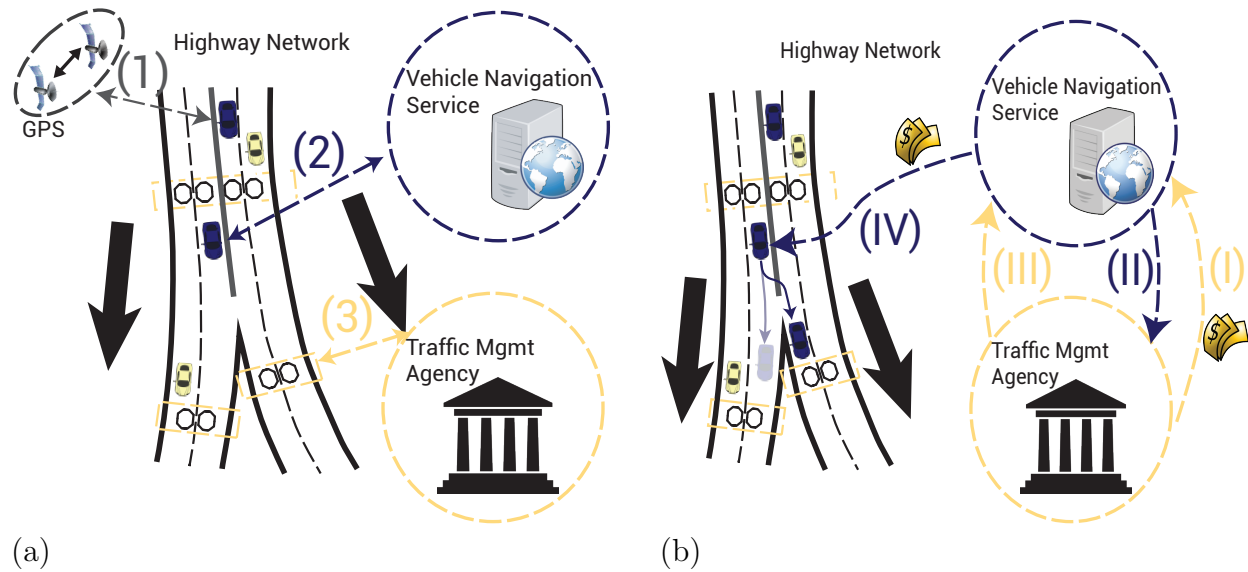 Highway Network
(1)
GPS
Vehicle Navigation
Service
(2)
(3)
Traffic Mgmt
Agency
(a)
Highway Network
Vehicle Navigation
Service
$
(IV)
(III)
(II)
(I)
$
Traffic Mgmt
Agency
(b)